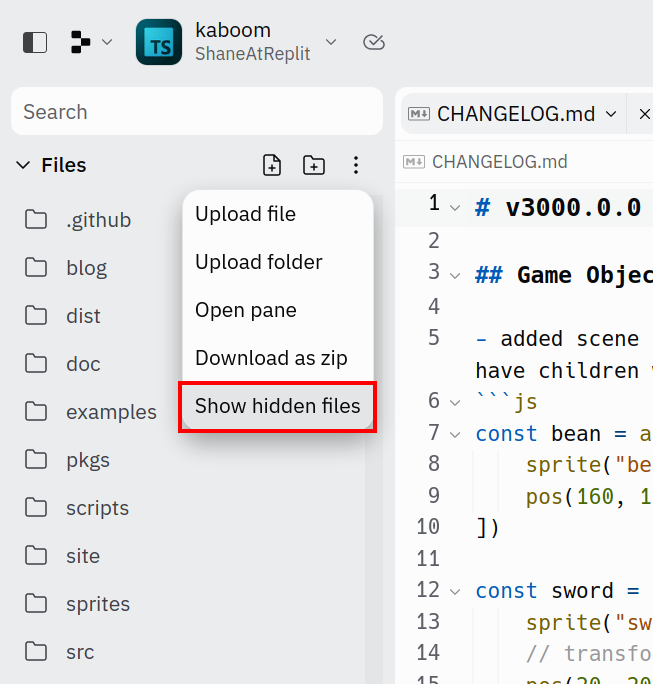 kaboom
ShaneAtReplit
TS
Search
Files
.github
blog
dist
doc
examples
pkgs
scripts
site
sprites
src
Upload file
Upload folder
Open pane
Download as zip
Show hidden files
CHANGELOG.md
CHANGELOG.md
1 # v3000.0.0
2
3 ## Game Objec
4
5 - added scene
have children
6 ```js
7 const bean = a
8 sprite("be
9 pos(160, 1
10 ])
11
12 const sword =
13 sprite("sw
14 // transfo
15 pos(20, 20